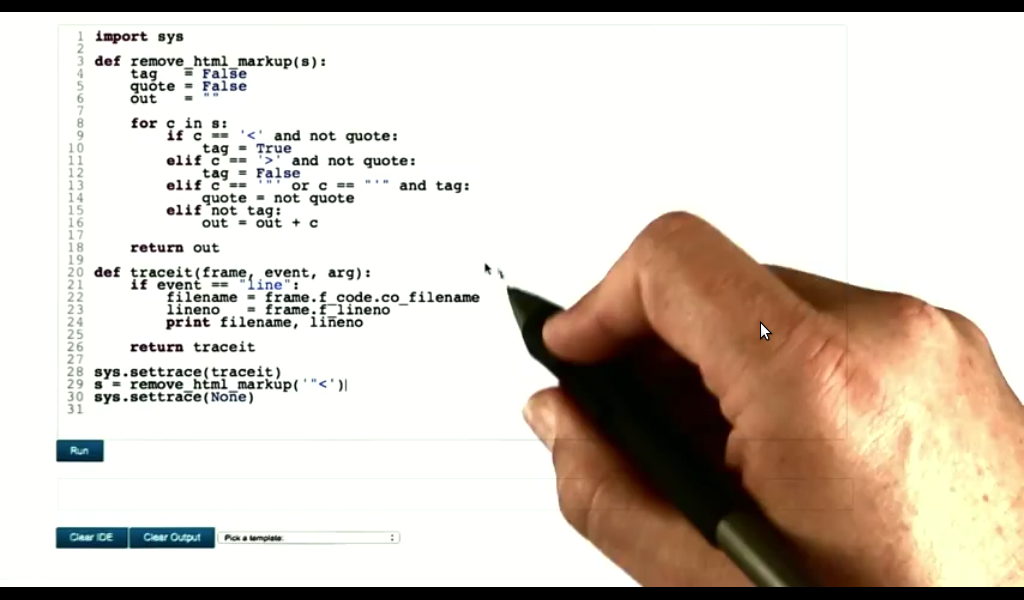 1 import sys
2
3 def remove_html_markup(s):
4     tag   = False
5     quote = False
6     out   = ""
7
8     for c in s:
9         if c == '<' and not quote:
10             tag = True
11         elif c == '>' and not quote:
12             tag = False
13         elif c == '"' or c == "'" and tag:
14             quote = not quote
15         elif not tag:
16             out = out + c
17
18     return out
19
20 def traceit(frame, event, arg):
21     if event == "line":
22         filename = frame.f_code.co_filename
23         lineno   = frame.f_lineno
24         print filename, lineno
25
26     return traceit
27
28 sys.settrace(traceit)
29 s = remove_html_markup('"<')
30 sys.settrace(None)
31
Run
Clear IDE Clear Output Pick a template: